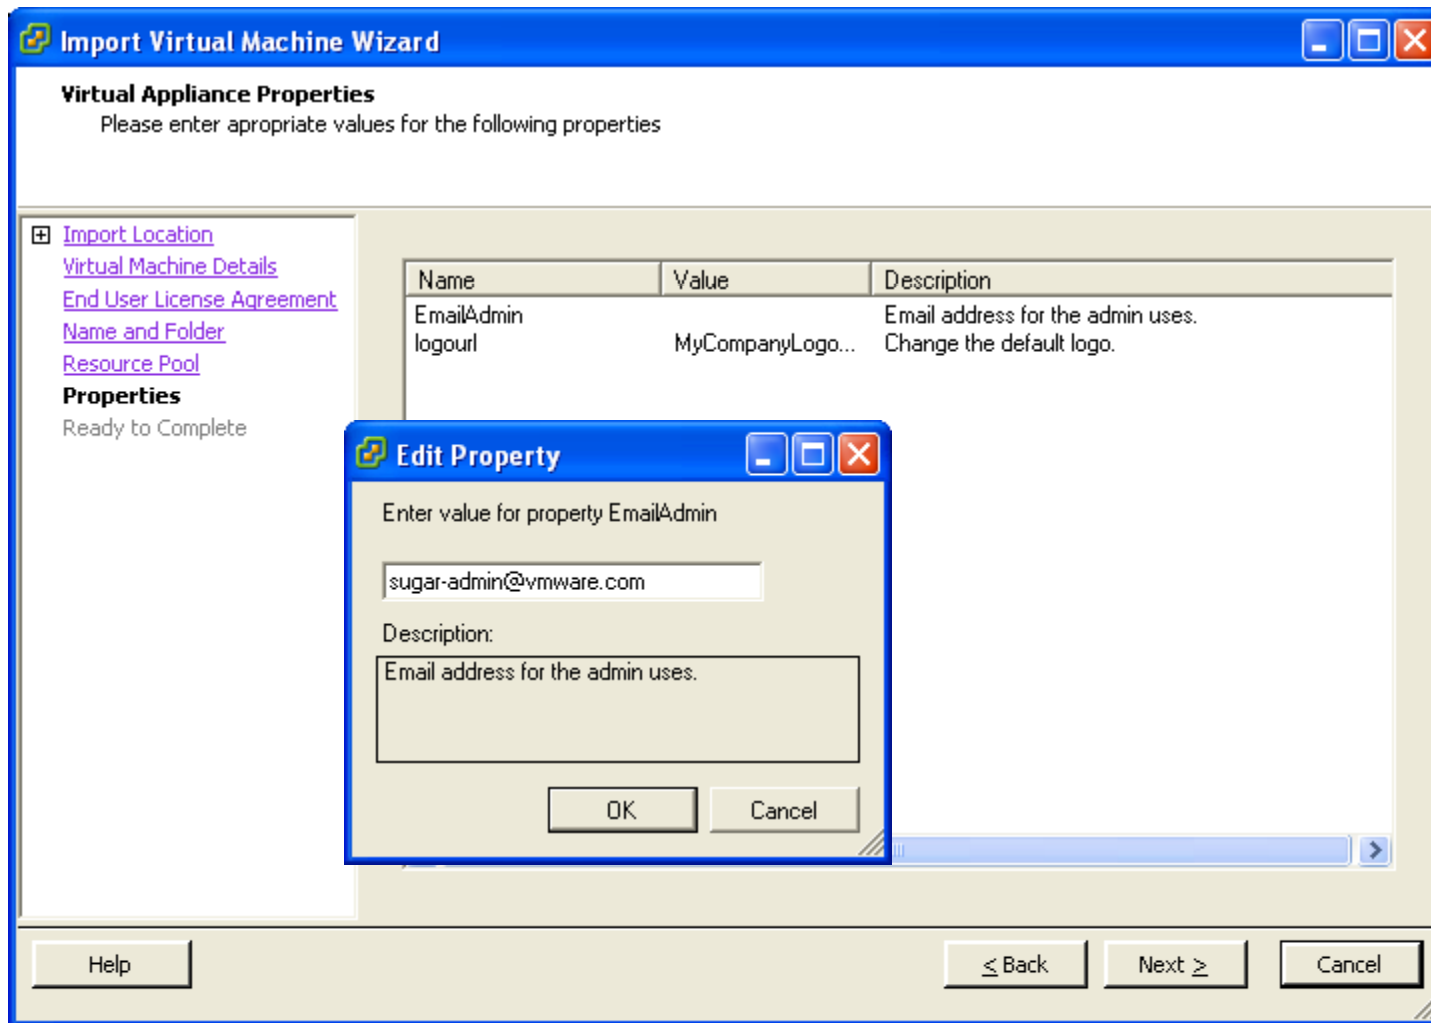 Import Virtual Machine Wizard
Virtual Appliance Properties
Please enter apropriate values for the following properties
Import Location
Virtual Machine Details
End User License Agreement
Name and Folder
Resource Pool
Properties
Ready to Complete
Name Value Description
EmailAdmin Email address for the admin uses.
logourl MyCompanyLogo... Change the default logo.
Edit Property
Enter value for property EmailAdmin
sugar-admin@vmware.com
Description:
Email address for the admin uses.
OK Cancel
Help < Back Next > Cancel